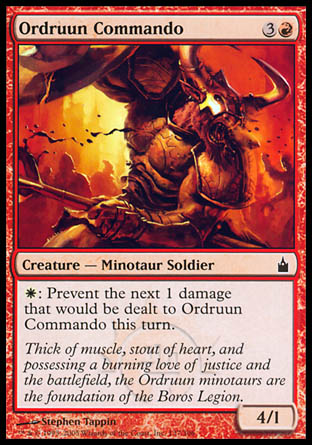 Ordruun Commando 3
Creature — Minotaur Soldier
: Prevent the next 1 damage
that would be dealt to Ordruun
Commando this turn.
Thick of muscle, stout of heart, and
possessing a burning love of justice and
the battlefield, the Ordruun minotaurs are
the foundation of the Boros Legion.
Stephen Tappin
4/1